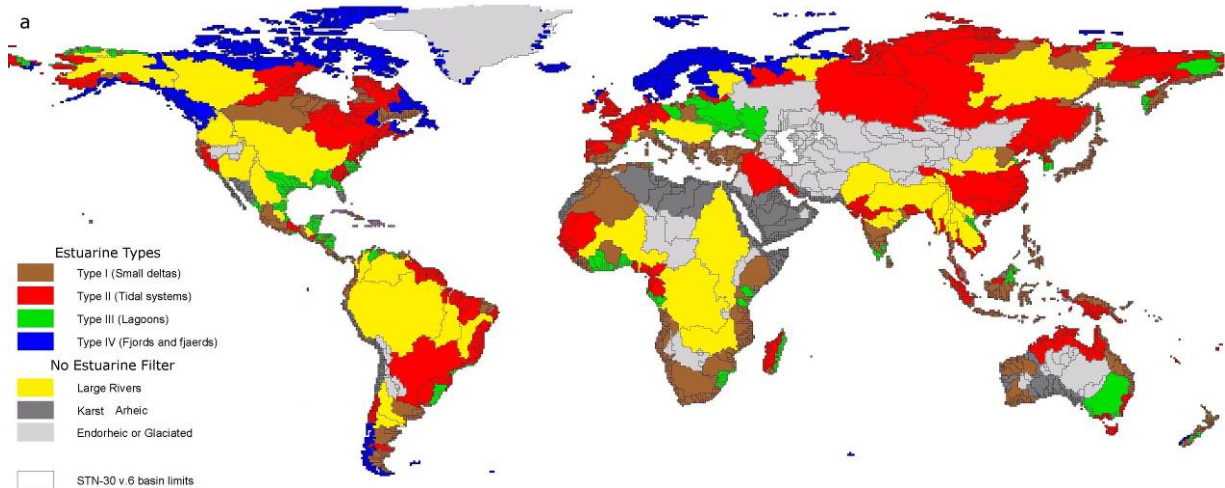 a
Estuarine Types
Type I (Small deltas)
Type II (Tidal systems)
Type III (Lagoons)
Type IV (Fjords and fjaerds)
No Estuarine Filter
Large Rivers
Karst Arheic
Endorheic or Glaciated
STN-30 v.6 basin limits